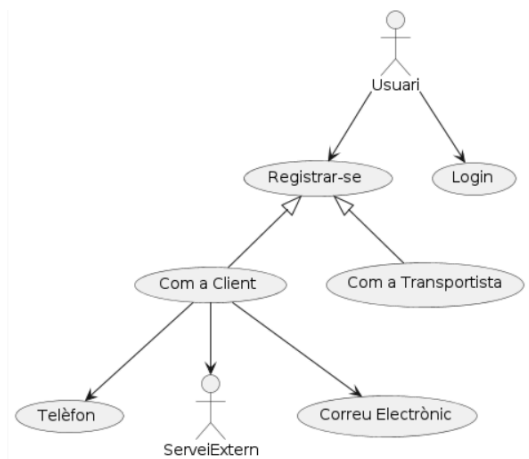 Usuari
Registrar-se
Login
Com a Client
Com a Transportista
Telèfon
Correu Electrònic
ServeiExtern